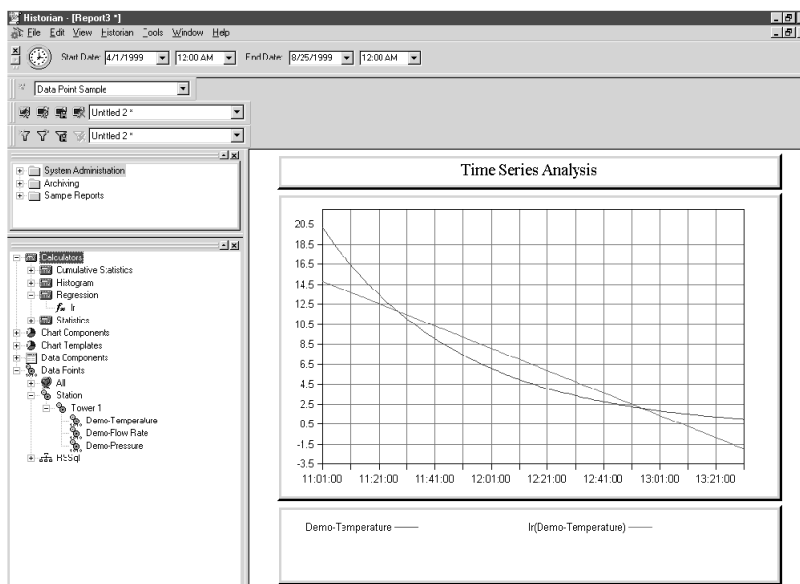 Historian - [Report3 *]
File Edit View Historian Tools Window Help
Start Date: 4/1/1999 12:00 AM End Date: 8/25/1999 12:00 AM
Data Point Sample
Untitled 2 *
Untitled 2 *
System Administration
Archiving
Sample Reports
Calculators
Cumulative Statistics
Histogram
Regression
lr
Statistics
Chart Components
Chart Templates
Data Components
Data Points
All
Station
Tower 1
Demo-Temperature
Demo-Flow Rate
Demo-Pressure
RSSql
Time Series Analysis
20.5
18.5
16.5
14.5
12.5
10.5
8.5
6.5
4.5
2.5
0.5
-1.5
-3.5
11:01:00 11:21:00 11:41:00 12:01:00 12:21:00 12:41:00 13:01:00 13:21:00
Demo-Temperature lr(Demo-Temperature)